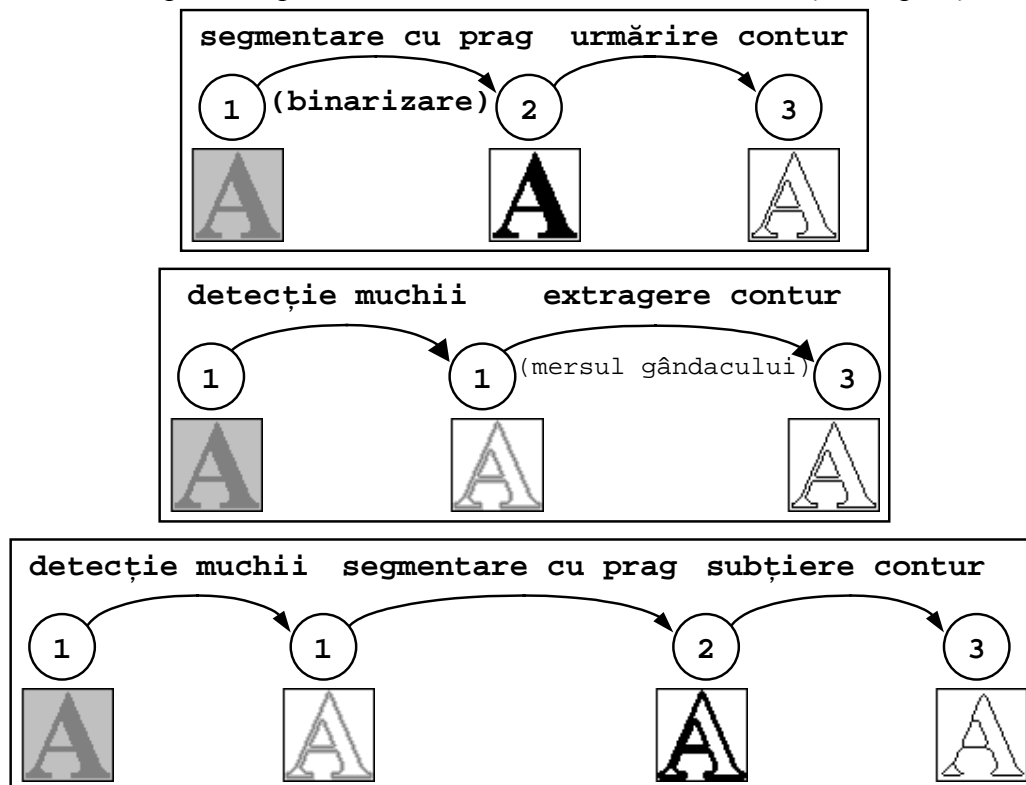 segmentare cu prag urmărire contur
1 (binarizare) 2 3
A A A
detecție muchii extragere contur
1 1 (mersul gândacului) 3
A A A
detecție muchii segmentare cu prag subțiere contur
1 1 2 3
A A A A